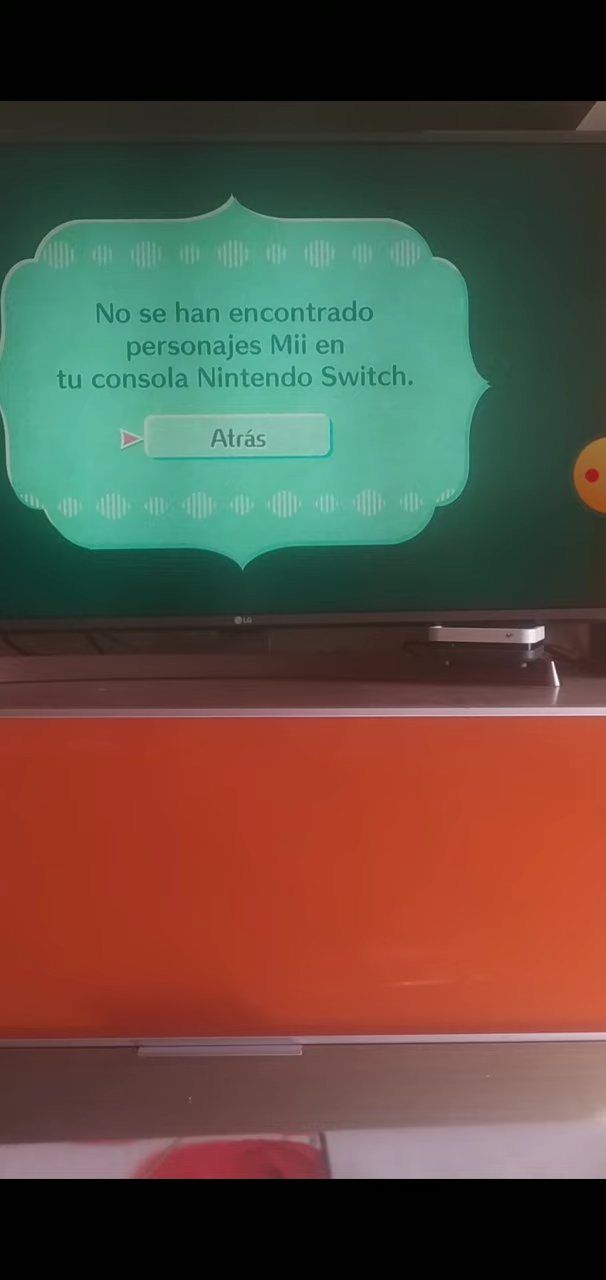 No se han encontrado
personajes Mii en
tu consola Nintendo Switch.
Atrás
LG